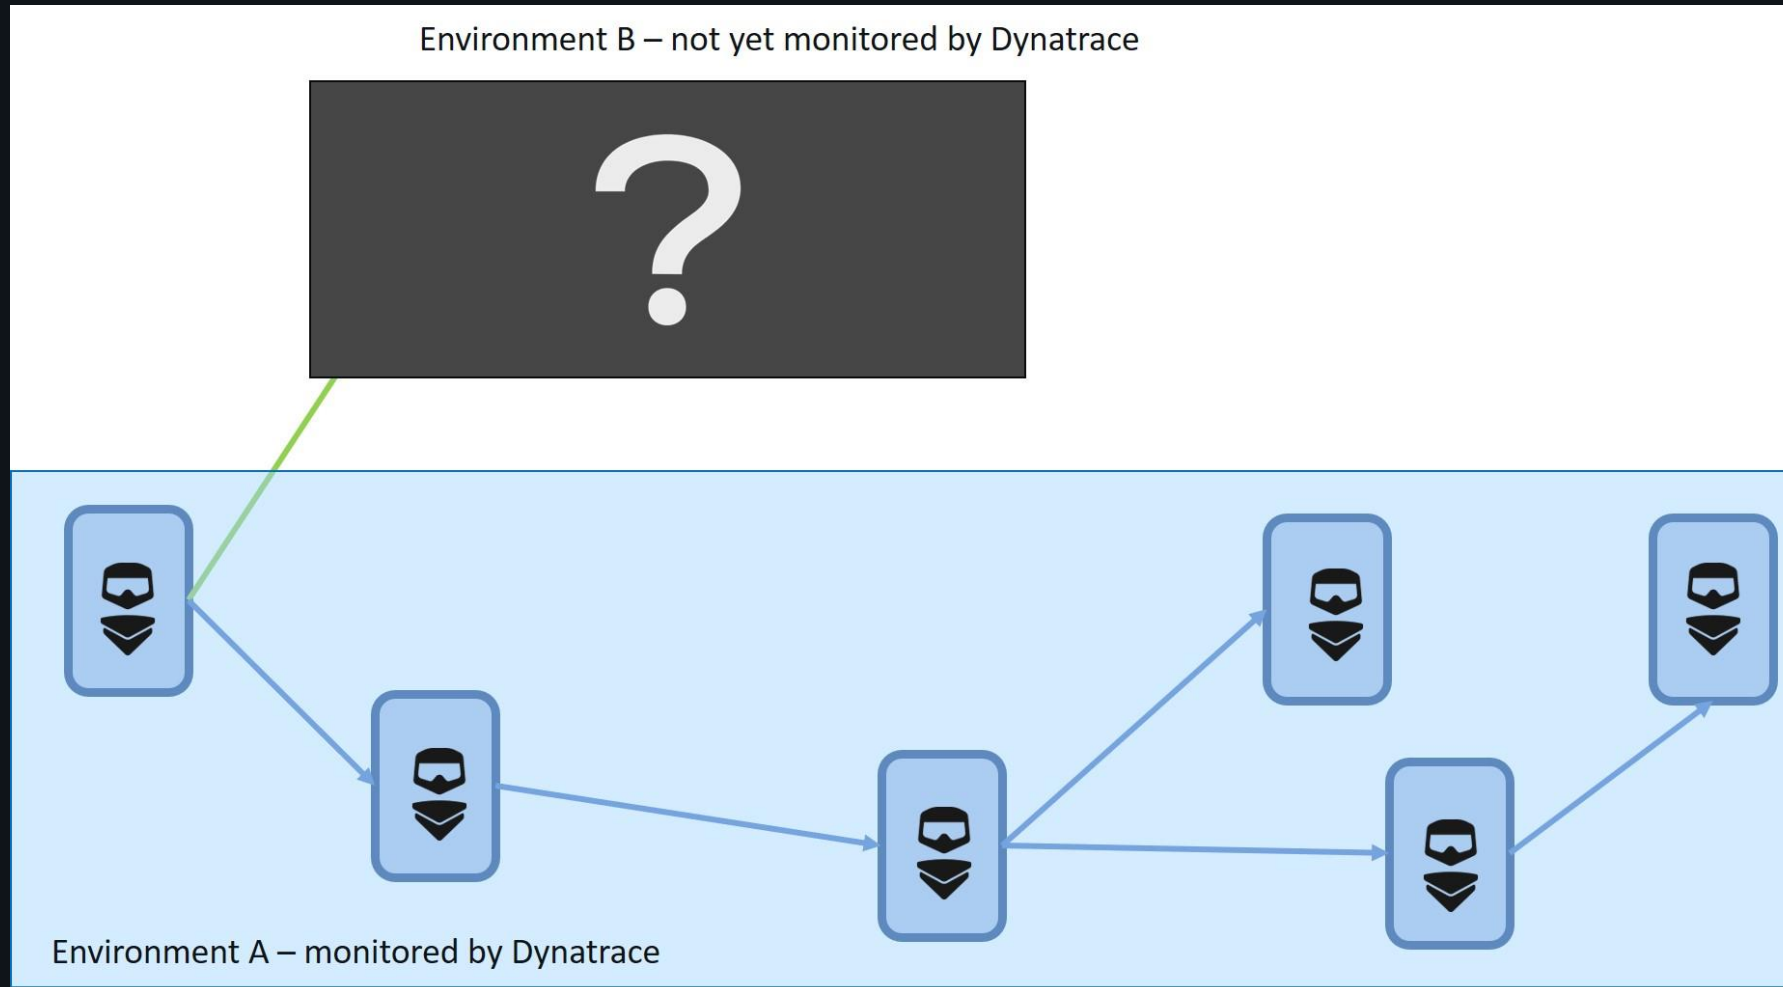 Environment B – not yet monitored by Dynatrace
?
Environment A – monitored by Dynatrace